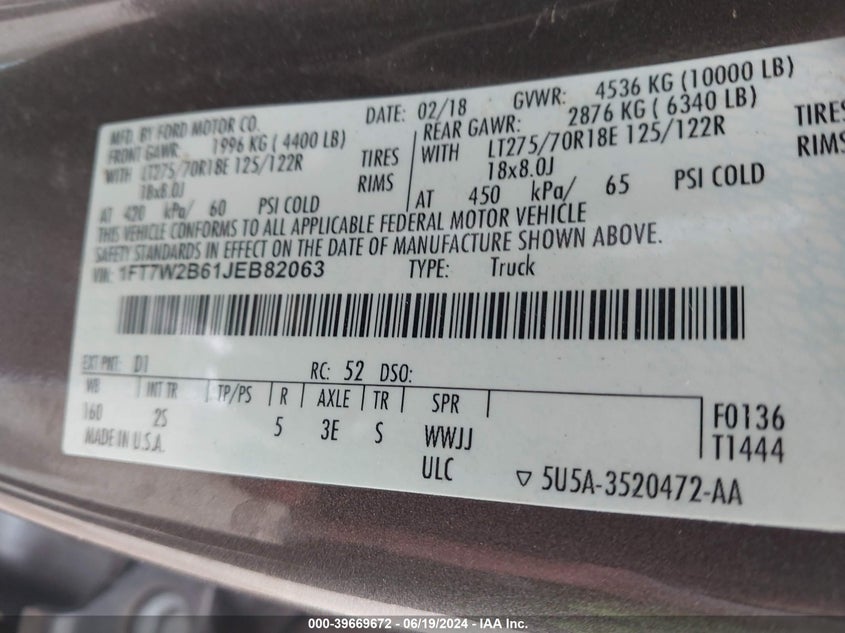 MFD. BY FORD MOTOR CO. DATE: 02/18 GVWR: 4536 KG (10000 LB)
FRONT GAWR: 1996 KG ( 4400 LB) REAR GAWR: 2876 KG ( 6340 LB)
WITH LT275/70R18E 125/122R TIRES WITH LT275/70R18E 125/122R TIRES
18x8.0J RIMS 18x8.0J RIMS
AT 420 kPa/ 60 PSI COLD AT 450 kPa/ 65 PSI COLD
THIS VEHICLE CONFORMS TO ALL APPLICABLE FEDERAL MOTOR VEHICLE
SAFETY STANDARDS IN EFFECT ON THE DATE OF MANUFACTURE SHOWN ABOVE.
VIN: 1FT7W2B61JEB82063 TYPE: Truck
EXT PNT: D1 RC: 52 DSO:
WB INT TR TP/PS R AXLE TR SPR
160 2S 5 3E S WWJJ F0136
MADE IN U.S.A. ULC T1444
5U5A-3520472-AA
000-39669672 - 06/19/2024 - IAA Inc.